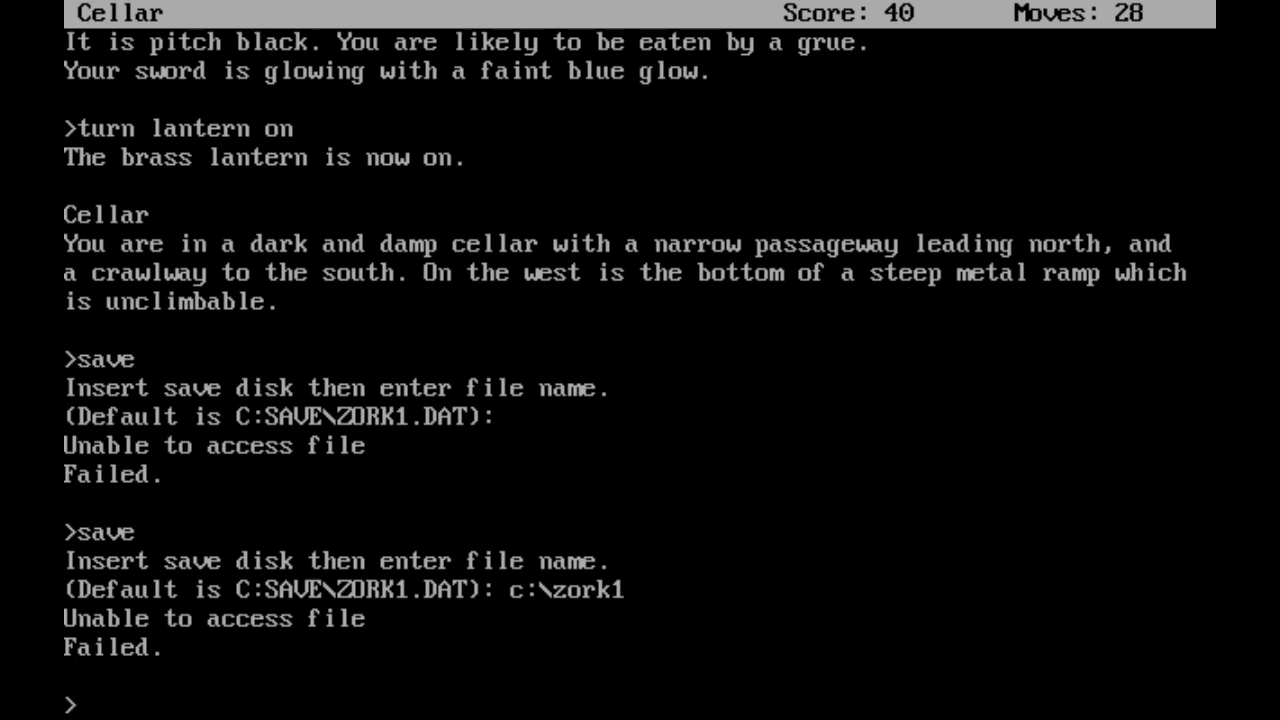 Cellar Score: 40 Moves: 28
It is pitch black. You are likely to be eaten by a grue.
Your sword is glowing with a faint blue glow.
>turn lantern on
The brass lantern is now on.
Cellar
You are in a dark and damp cellar with a narrow passageway leading north, and
a crawlway to the south. On the west is the bottom of a steep metal ramp which
is unclimbable.
>save
Insert save disk then enter file name.
(Default is C:SAVE\ZORK1.DAT):
Unable to access file
Failed.
>save
Insert save disk then enter file name.
(Default is C:SAVE\ZORK1.DAT): c:\zork1
Unable to access file
Failed.
>